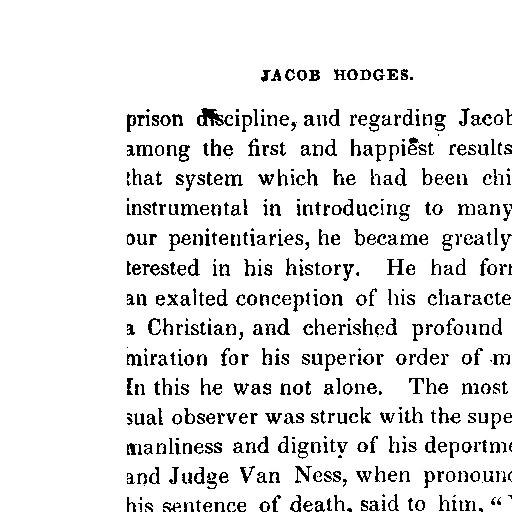 JACOB HODGES.
prison discipline, and regarding Jacob
among the first and happiest results
that system which he had been chi
instrumental in introducing to many
our penitentiaries, he became greatly
terested in his history. He had for
an exalted conception of his characte
a Christian, and cherished profound
miration for his superior order of m
In this he was not alone. The most
sual observer was struck with the supe
manliness and dignity of his deportme
and Judge Van Ness, when pronounc
his sentence of death, said to him, “